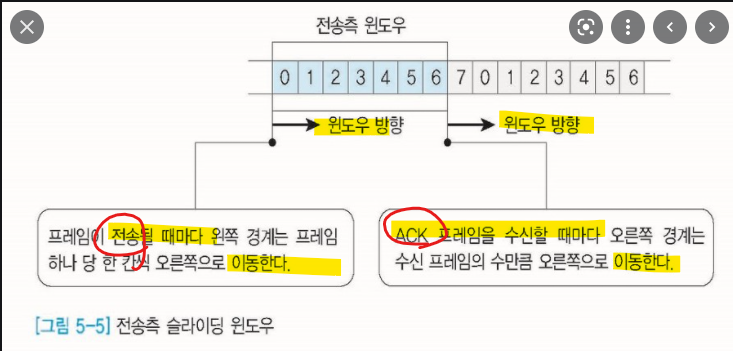 전송측 윈도우
0 1 2 3 4 5 6 7 0 1 2 3 4 5 6
윈도우 방향 윈도우 방향
프레임이 전송될 때마다 왼쪽 경계는 프레임
하나 당 한 칸씩 오른쪽으로 이동한다.
ACK 프레임을 수신할 때마다 오른쪽 경계는
수신 프레임의 수만큼 오른쪽으로 이동한다.
[그림 5-5] 전송측 슬라이딩 윈도우